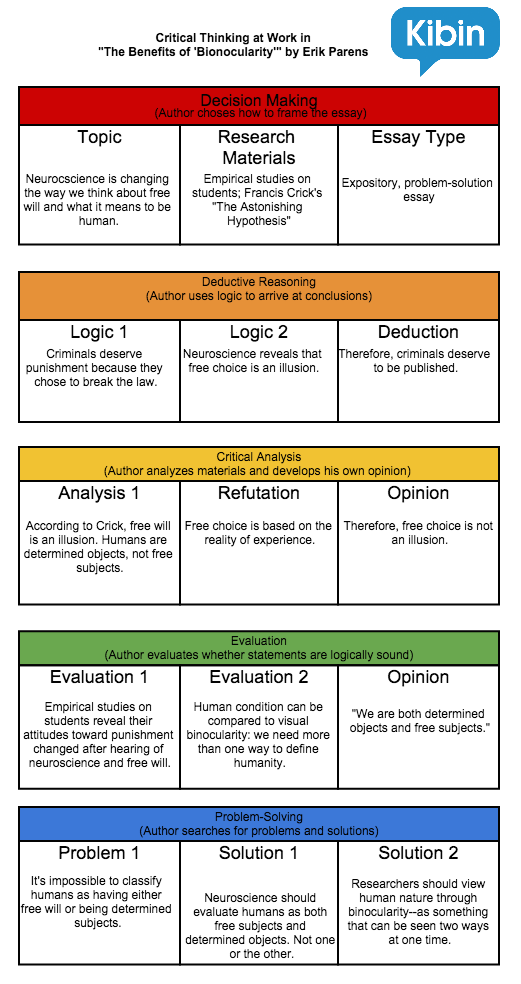 Critical Thinking at Work in
"The Benefits of 'Bionocularity'" by Erik Parens
Kibin
Decision Making
(Author choses how to frame the essay)
Topic
Neurocscience is changing
the way we think about free
will and what it means to be
human.
Research
Materials
Empirical studies on
students; Francis Crick's
"The Astonishing
Hypothesis"
Essay Type
Expository, problem-solution
essay
Deductive Reasoning
(Author uses logic to arrive at conclusions)
Logic 1
Criminals deserve
punishment because they
chose to break the law.
Logic 2
Neuroscience reveals that
free choice is an illusion.
Deduction
Therefore, criminals deserve
to be published.
Critical Analysis
(Author analyzes materials and develops his own opinion)
Analysis 1
According to Crick, free will
is an illusion. Humans are
determined objects, not free
subjects.
Refutation
Free choice is based on the
reality of experience.
Opinion
Therefore, free choice is not
an illusion.
Evaluation
(Author evaluates whether statements are logically sound)
Evaluation 1
Empirical studies on
students reveal their
attitudes toward punishment
changed after hearing of
neuroscience and free will.
Evaluation 2
Human condition can be
compared to visual
binocularity: we need more
than one way to define
humanity.
Opinion
"We are both determined
objects and free subjects."
Problem-Solving
(Author searches for problems and solutions)
Problem 1
It's impossible to classify
humans as having either
free will or being determined
subjects.
Solution 1
Neuroscience should
evaluate humans as both
free subjects and
determined objects. Not one
or the other.
Solution 2
Researchers should view
human nature through
binocularity--as something
that can be seen two ways
at one time.